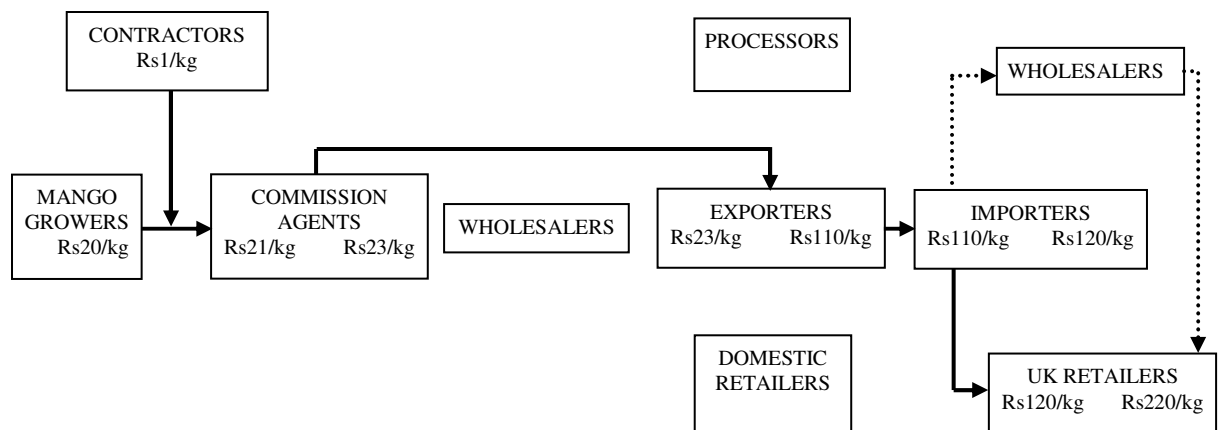 CONTRACTORS
Rs1/kg
PROCESSORS
WHOLESALERS
MANGO
GROWERS
Rs20/kg
COMMISSION
AGENTS
Rs21/kg Rs23/kg
WHOLESALERS
EXPORTERS
Rs23/kg Rs110/kg
IMPORTERS
Rs110/kg Rs120/kg
DOMESTIC
RETAILERS
UK RETAILERS
Rs120/kg Rs220/kg